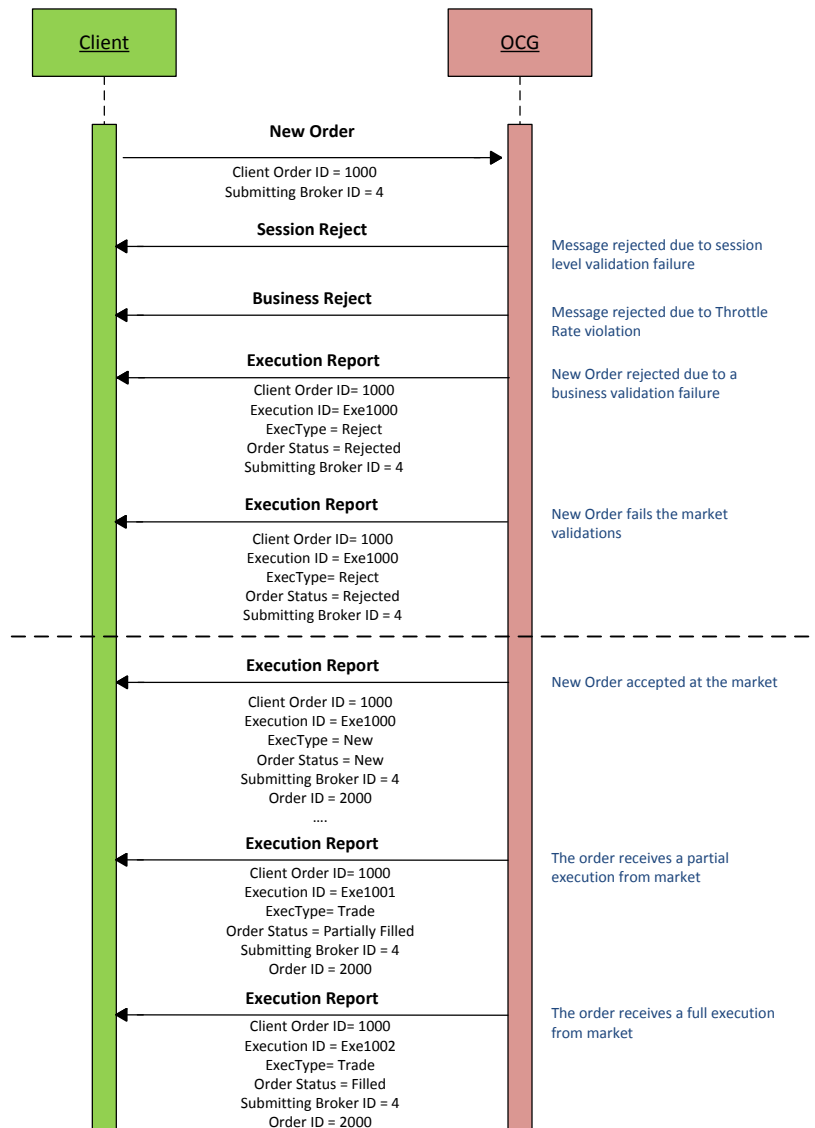 Client
OCG
New Order
Client Order ID = 1000
Submitting Broker ID = 4
Session Reject
Message rejected due to session
level validation failure
Business Reject
Message rejected due to Throttle
Rate violation
Execution Report
New Order rejected due to a
business validation failure
Client Order ID= 1000
Execution ID= Exe1000
ExecType = Reject
Order Status = Rejected
Submitting Broker ID = 4
Execution Report
New Order fails the market
validations
Client Order ID= 1000
Execution ID = Exe1000
ExecType= Reject
Order Status = Rejected
Submitting Broker ID = 4
Execution Report
New Order accepted at the market
Client Order ID = 1000
Execution ID = Exe1000
ExecType = New
Order Status = New
Submitting Broker ID = 4
Order ID = 2000
....
Execution Report
The order receives a partial
execution from market
Client Order ID= 1000
Execution ID = Exe1001
ExecType= Trade
Order Status = Partially Filled
Submitting Broker ID = 4
Order ID = 2000
Execution Report
The order receives a full execution
from market
Client Order ID= 1000
Execution ID = Exe1002
ExecType= Trade
Order Status = Filled
Submitting Broker ID = 4
Order ID = 2000